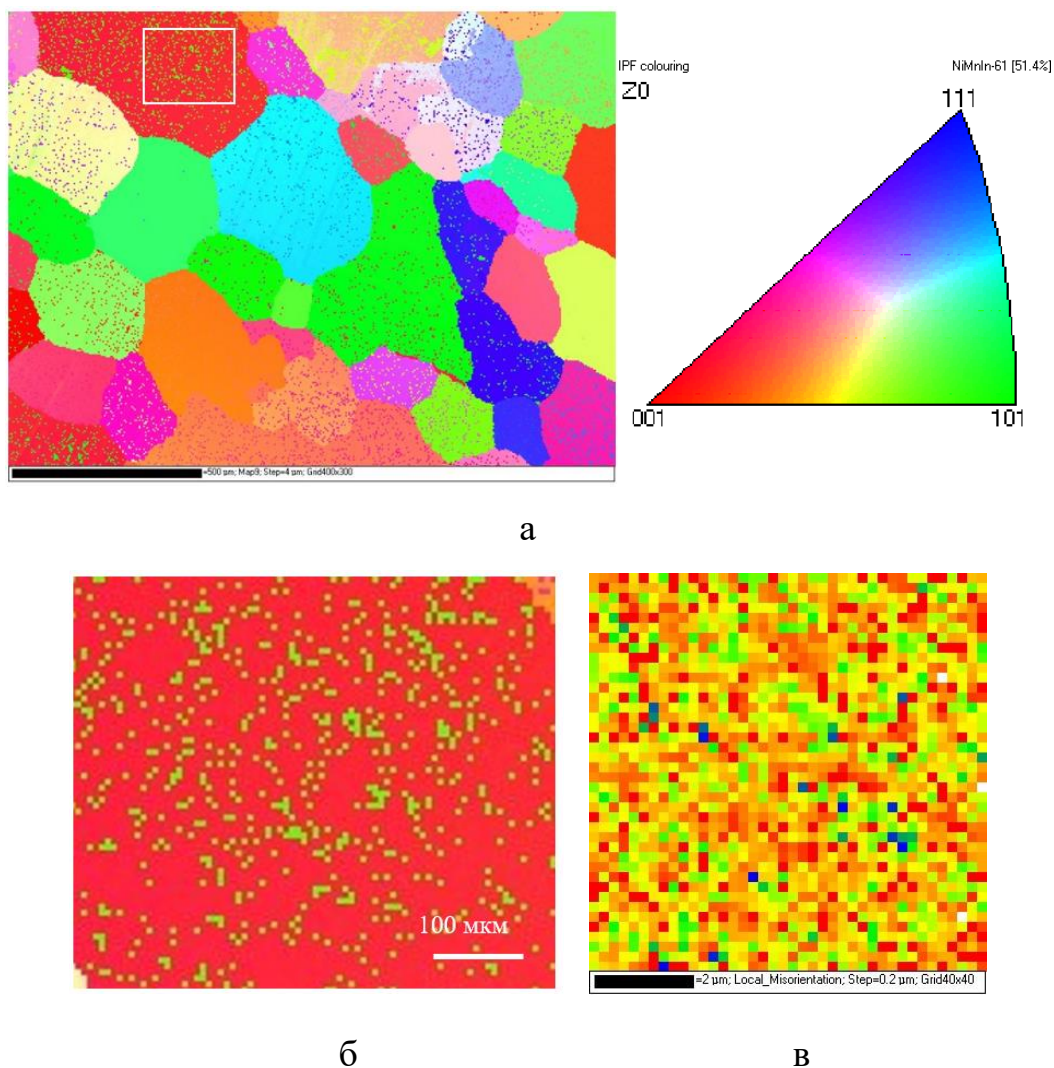 IPF colouring
Z0
NiMnIn-61 [51.4%]
111
001
101
=500 µm; Map9; Step=4 µm; Grid400x300
а
100 мкм
=2 µm; Local_Misorientation; Step=0.2 µm; Grid40x40
б
в